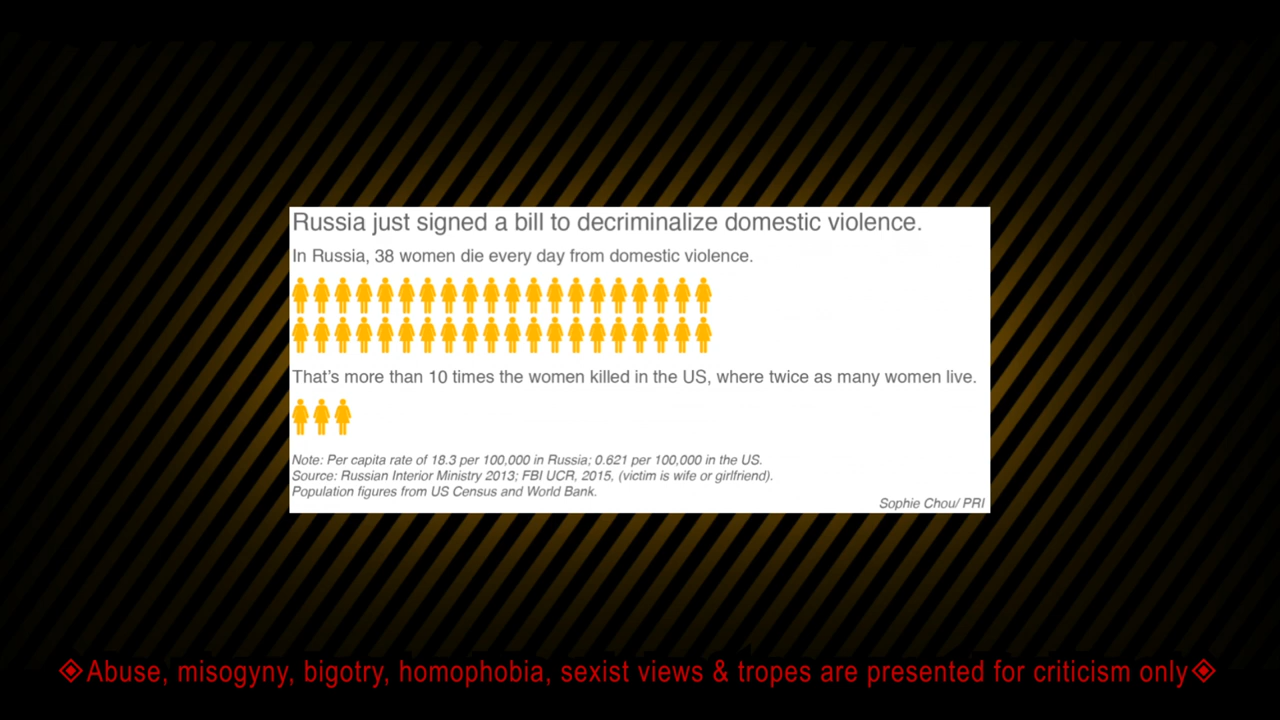 Russia just signed a bill to decriminalize domestic violence.
In Russia, 38 women die every day from domestic violence.
That's more than 10 times the women killed in the US, where twice as many women live.
Note: Per capita rate of 18.3 per 100,000 in Russia; 0.621 per 100,000 in the US.
Source: Russian Interior Ministry 2013; FBI UCR, 2015, (victim is wife or girlfriend).
Population figures from US Census and World Bank.
Sophie Chou/ PRI
Abuse, misogyny, bigotry, homophobia, sexist views & tropes are presented for criticism only